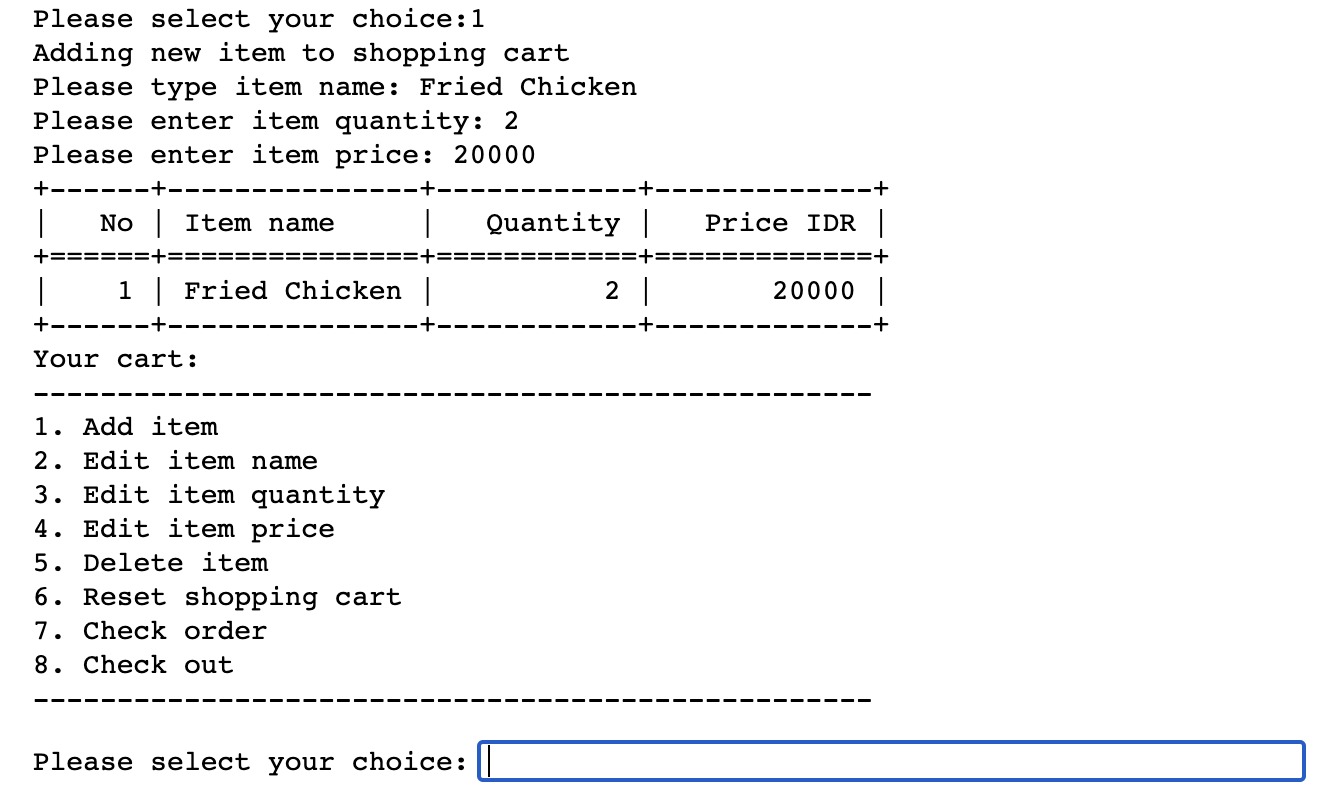 Please select your choice:1
Adding new item to shopping cart
Please type item name: Fried Chicken
Please enter item quantity: 2
Please enter item price: 20000
+------+---------------+------------+-------------+
|   No | Item name     |   Quantity |   Price IDR |
+======+===============+============+=============+
|    1 | Fried Chicken |          2 |       20000 |
+------+---------------+------------+-------------+
Your cart:
--------------------------------------------------
1. Add item
2. Edit item name
3. Edit item quantity
4. Edit item price
5. Delete item
6. Reset shopping cart
7. Check order
8. Check out
--------------------------------------------------
Please select your choice: